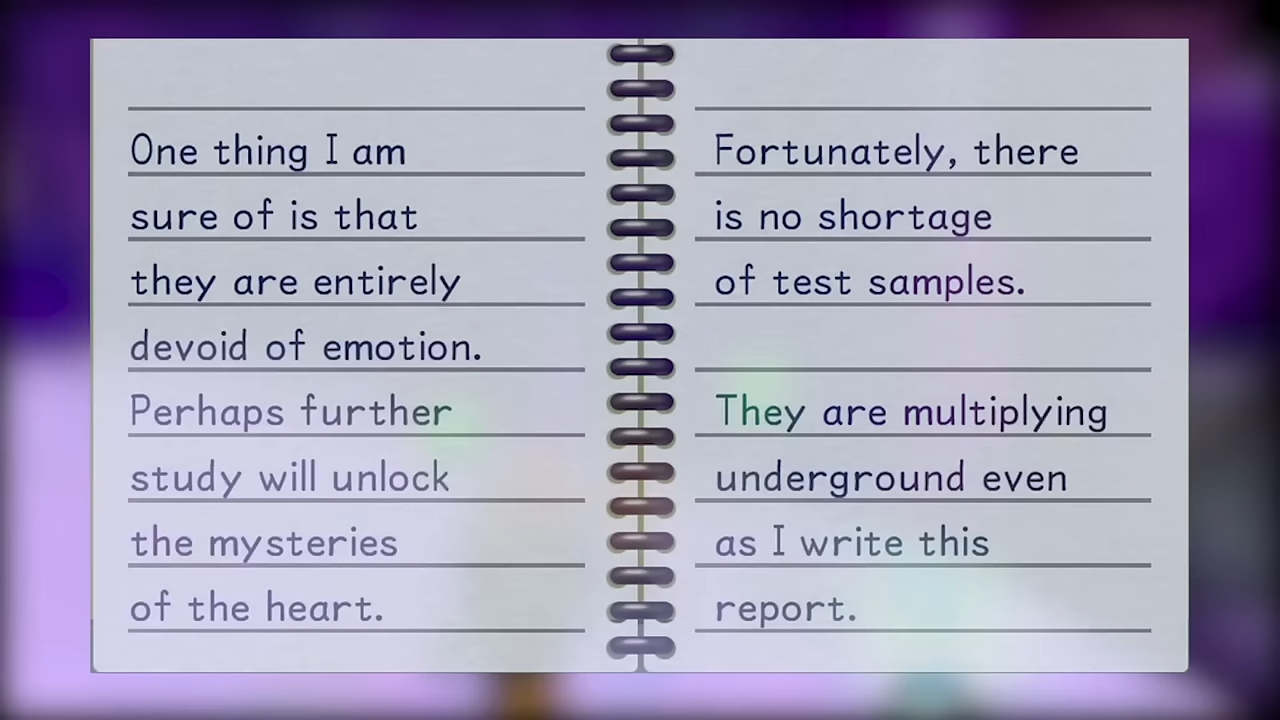 One thing I am
sure of is that
they are entirely
devoid of emotion.
Perhaps further
study will unlock
the mysteries
of the heart.
Fortunately, there
is no shortage
of test samples.
They are multiplying
underground even
as I write this
report.